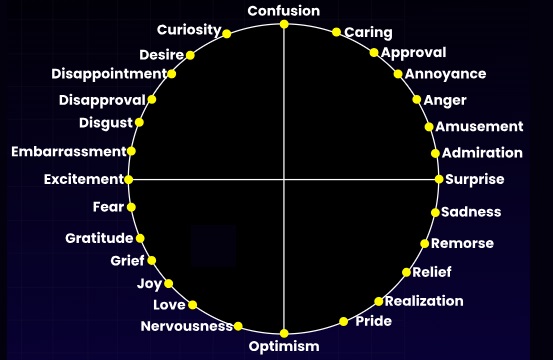 Confusion
Curiosity
Caring
Desire
Approval
Disappointment
Annoyance
Disapproval
Anger
Disgust
Amusement
Embarrassment
Admiration
Excitement
Surprise
Fear
Sadness
Gratitude
Remorse
Grief
Relief
Joy
Love
Realization
Nervousness
Pride
Optimism